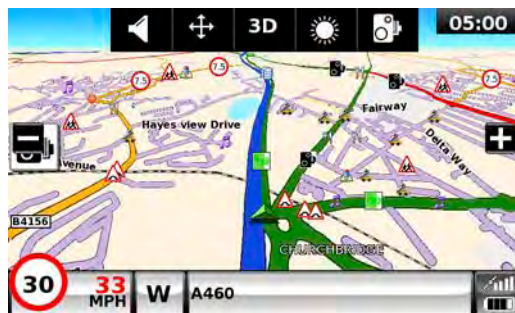 3D
05:00
7.5
7.5
7.5
Fairway
Hayes view Drive
Delta Way
venue
B4156
CHURCHBRIDGE
30
33
MPH
W
A460